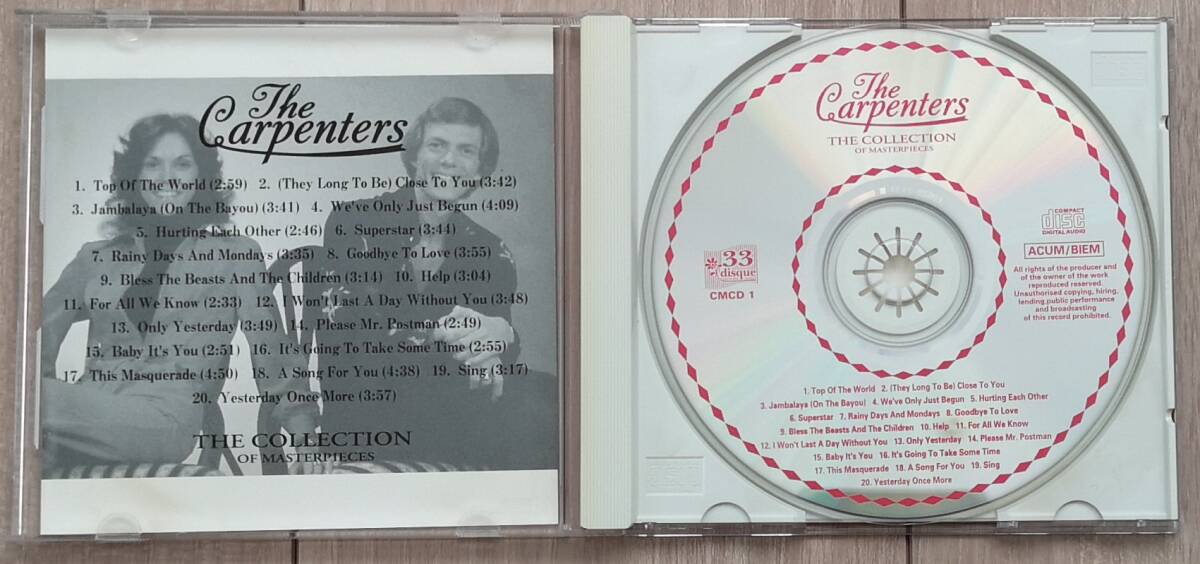 The
Carpenters
1. Top Of The World (2:59) 2. (They Long To Be) Close To You (3:42)
3. Jambalaya (On The Bayou) (3:41) 4. We've Only Just Begun (4:09)
5. Hurting Each Other (2:46) 6. Superstar (3:44)
7. Rainy Days And Mondays (3:35) 8. Goodbye To Love (3:55)
9. Bless The Beasts And The Children (3:14) 10. Help (3:04)
11. For All We Know (2:33) 12. I Won't Last A Day Without You (3:48)
13. Only Yesterday (3:49) 14. Please Mr. Postman (2:49)
15. Baby It's You (2:51) 16. It's Going To Take Some Time (2:55)
17. This Masquerade (4:50) 18. A Song For You (4:38) 19. Sing (3:17)
20. Yesterday Once More (3:57)
THE COLLECTION
OF MASTERPIECES
The
Carpenters
THE COLLECTION
OF MASTERPIECES
33
disque
CMCD 1
COMPACT
disc
DIGITAL AUDIO
ACUM/BIEM
All rights of the producer and
of the owner of the work
reproduced reserved.
Unauthorised copying, hiring,
lending,public performance
and broadcasting
of this record prohibited.
1. Top Of The World 2. (They Long To Be) Close To You
3. Jambalaya (On The Bayou) 4. We've Only Just Begun 5. Hurting Each Other
6. Superstar 7. Rainy Days And Mondays 8. Goodbye To Love
9. Bless The Beasts And The Children 10. Help 11. For All We Know
12. I Won't Last A Day Without You 13. Only Yesterday 14. Please Mr. Postman
15. Baby It's You 16. It's Going To Take Some Time
17. This Masquerade 18. A Song For You 19. Sing
20. Yesterday Once More